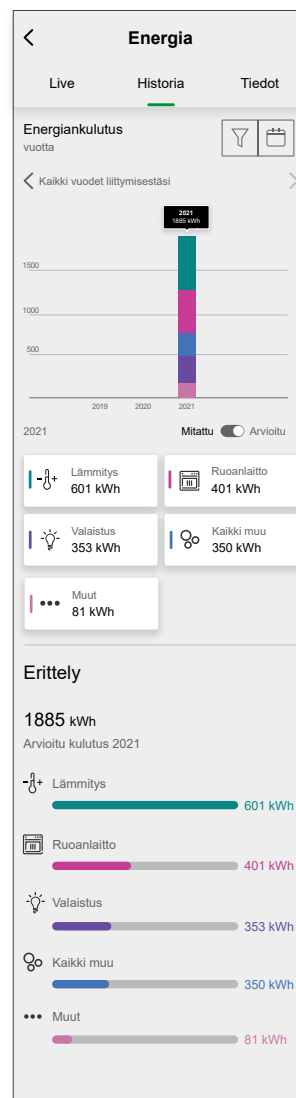 Energia
Live Historia Tiedot
Energiankulutus
vuotta
Kaikki vuodet liittymisestäsi
2021
1885 kWh
1500
1000
500
2019 2020 2021
2021 Mitattu Arvioitu
Lämmitys
601 kWh
Ruoanlaitto
401 kWh
Valaistus
353 kWh
Kaikki muu
350 kWh
Muut
81 kWh
Erittely
1885 kWh
Arvioitu kulutus 2021
Lämmitys
601 kWh
Ruoanlaitto
401 kWh
Valaistus
353 kWh
Kaikki muu
350 kWh
Muut
81 kWh